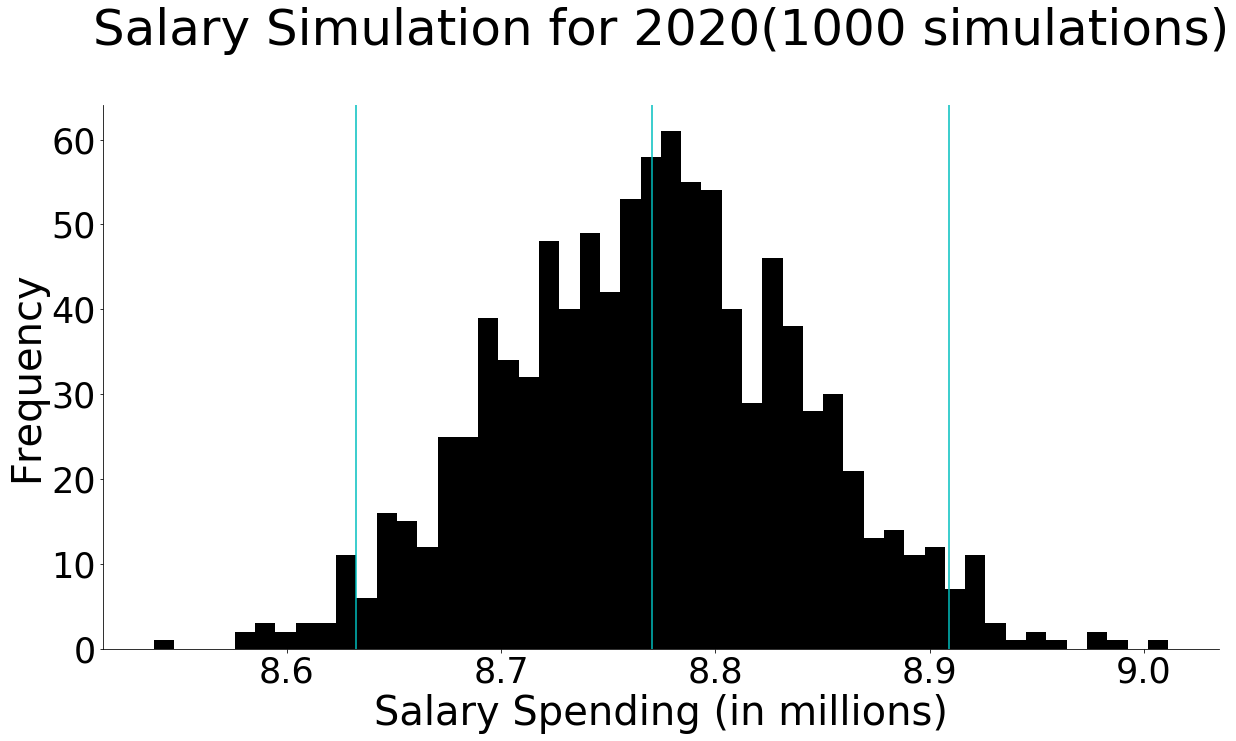 Salary Simulation for 2020(1000 simulations)
60
50
40
30
20
10
0
Frequency
8.6 8.7 8.8 8.9 9.0
Salary Spending (in millions)